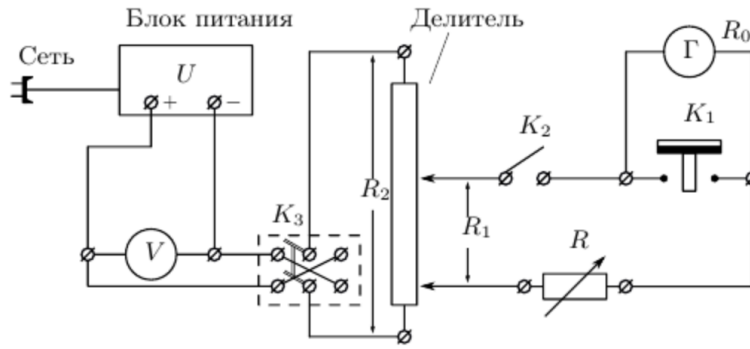 Блок питания
Делитель
Сеть
U
+
−
R₀
Г
K₁
K₂
R₂
R₁
K₃
V
R